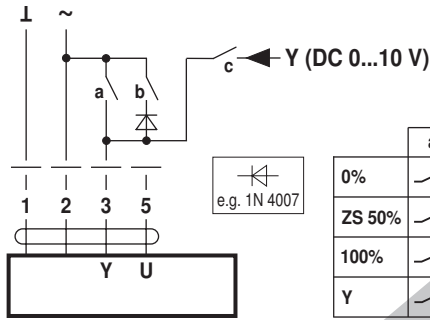 ⊥ ~
a b c Y (DC 0...10 V)
e.g. 1N 4007
1 2 3 5
Y U
a
0%
ZS 50%
100%
Y